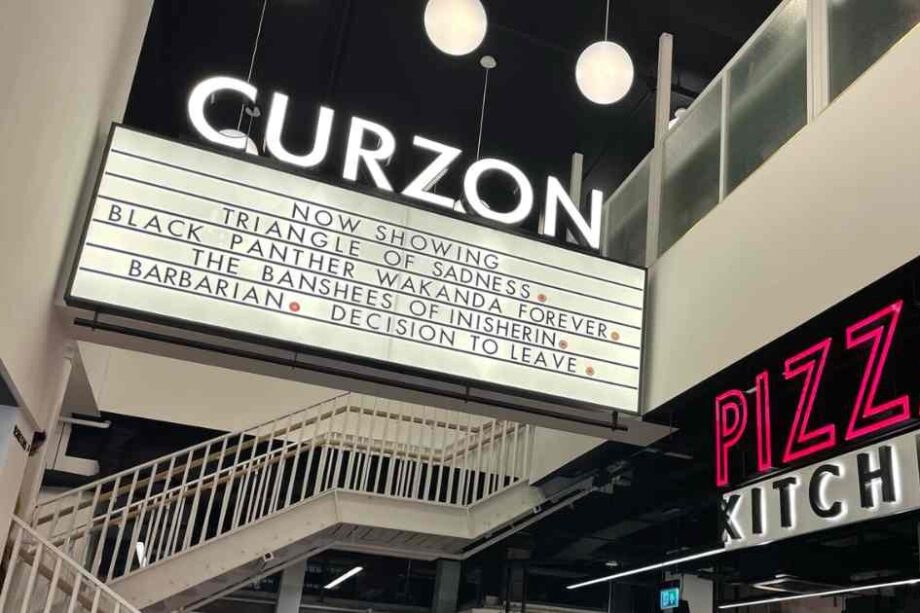 CURZON
NOW SHOWING
TRIANGLE OF SADNESS.
BLACK PANTHER WAKANDA FOREVER.
THE BANSHEES OF INISHERIN.
BARBARIAN. DECISION TO LEAVE.
PIZZ
KITCH